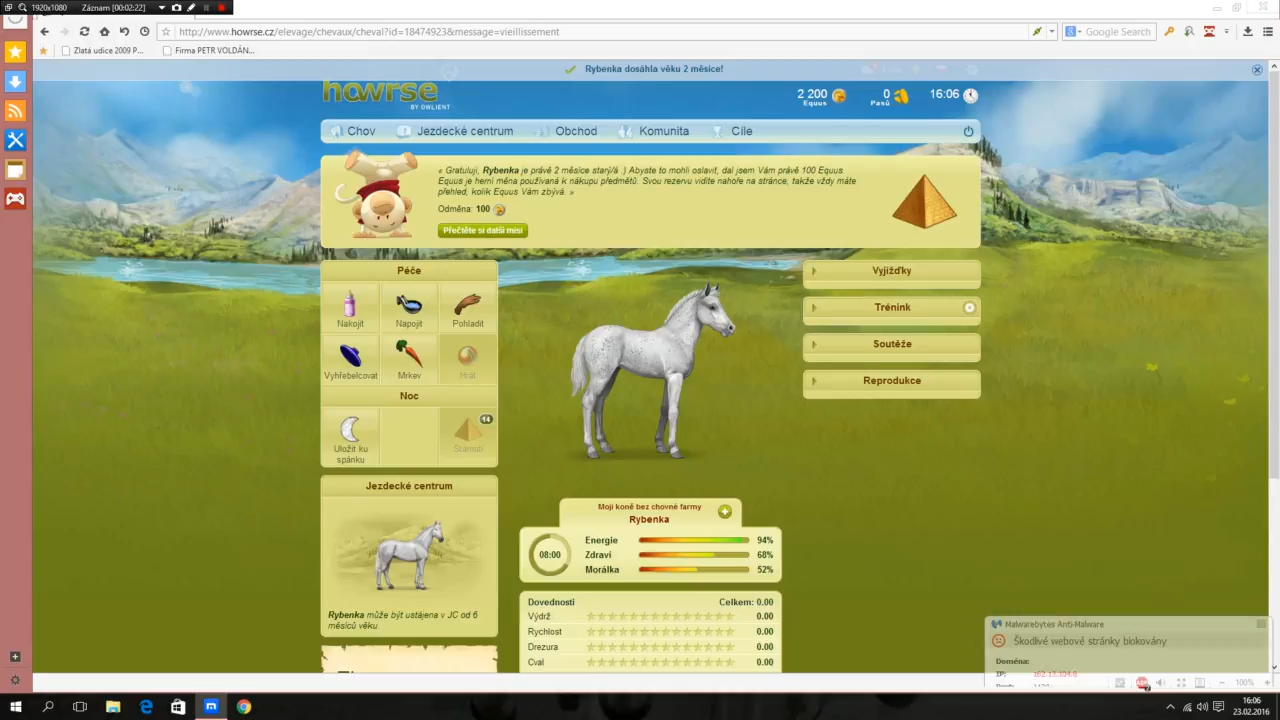 1920x1080 Záznam [00:02:22]
http://www.howrse.cz/elevage/chevaux/cheval?id=18474923&message=vieillissement
Google Search
Zlatá udice 2009 P... Firma PETR VOLDÁN...
Rybenka dosáhla věku 2 měsíce!
howrse
BY OWLIENT
2 200 Equus
0 Pasů
16:06
Chov Jezdecké centrum Obchod Komunita Cíle
« Gratuluji, Rybenka je právě 2 měsíce starý/á :) Abyste to mohli oslavit, dal jsem Vám právě 100 Equus.
Equus je herní měna používaná k nákupu předmětů. Svou rezervu vidíte nahoře na stránce, takže vždy máte
přehled, kolik Equus Vám zbývá. »
Odměna: 100
Přečtěte si další misi
Péče
Nakojit Napojit Pohladit
Vyhřebelcovat Mrkev Hrát
Noc
14
Uložit ku
spánku
Stárnutí
Jezdecké centrum
Rybenka může být ustájena v JC od 6
měsíců věku.
Moji koně bez chovné farmy
Rybenka
08:00
Energie 94%
Zdraví 68%
Morálka 52%
Dovednosti Celkem: 0.00
Výdrž 0.00
Rychlost 0.00
Drezura 0.00
Cval 0.00
Vyjížďky
Trénink
Soutěže
Reprodukce
Malwarebytes Anti-Malware
Škodlivé webové stránky blokovány
Doména:
IP:
100%
16:06
23.02.2016